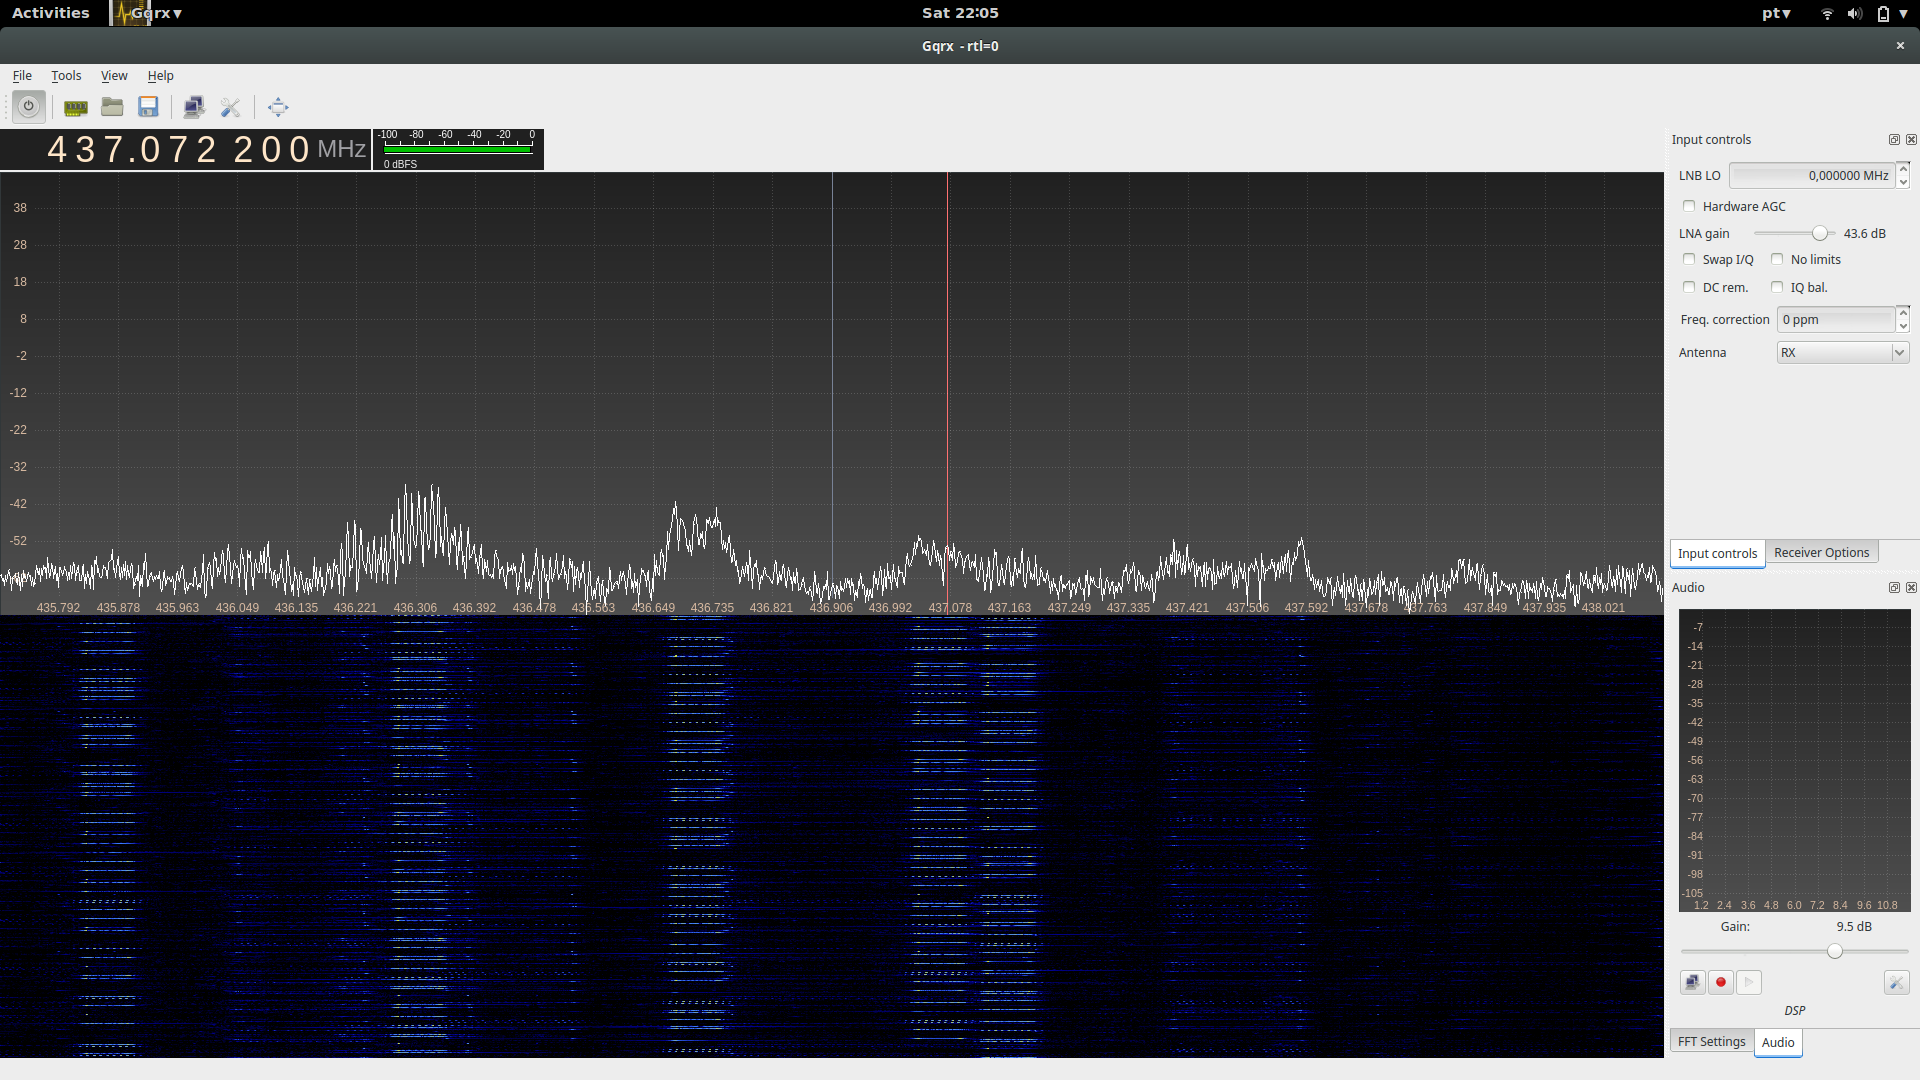 Activities Gqrx ▾ Sat 22:05 pt ▾
Gqrx - rtl=0
File Tools View Help
437.072 200 MHz
-100 -80 -60 -40 -20 0
0 dBFS
38
28
18
8
-2
-12
-22
-32
-42
-52
435.792 435.878 435.963 436.049 436.135 436.221 436.306 436.392 436.478 436.563 436.649 436.735 436.821 436.906 436.992 437.078 437.163 437.249 437.335 437.421 437.506 437.592 437.678 437.763 437.849 437.935 438.021
Input controls
LNB LO 0,000000 MHz
Hardware AGC
LNA gain 43.6 dB
Swap I/Q No limits
DC rem. IQ bal.
Freq. correction 0 ppm
Antenna RX
Input controls Receiver Options
Audio
-7
-14
-21
-28
-35
-42
-49
-56
-63
-70
-77
-84
-91
-98
-105
1.2 2.4 3.6 4.8 6.0 7.2 8.4 9.6 10.8
Gain: 9.5 dB
DSP
FFT Settings Audio